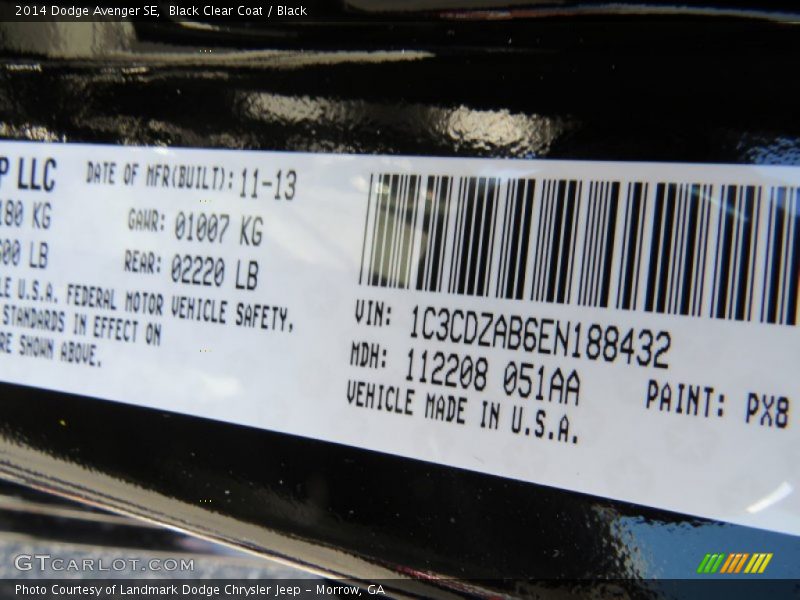 2014 Dodge Avenger SE, Black Clear Coat / Black
P LLC DATE OF MFR(BUILT): 11-13
180 KG GAWR: 01007 KG
00 LB REAR: 02220 LB
LE U.S.A. FEDERAL MOTOR VEHICLE SAFETY,
STANDARDS IN EFFECT ON
RE SHOWN ABOVE.
VIN: 1C3CDZAB6EN188432
MDH: 112208 051AA PAINT: PX8
VEHICLE MADE IN U.S.A.
GTCARLOT.COM
Photo Courtesy of Landmark Dodge Chrysler Jeep - Morrow, GA